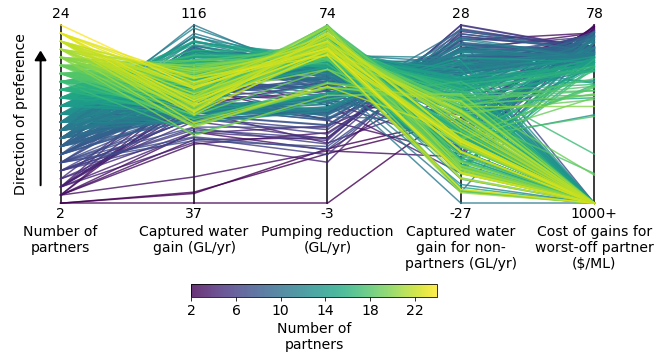 24 116 74 28 78
Direction of preference
2 37 -3 -27 1000+
Number of partners
Captured water gain (GL/yr)
Pumping reduction (GL/yr)
Captured water gain for non-partners (GL/yr)
Cost of gains for worst-off partner ($/ML)
2 6 10 14 18 22
Number of
partners